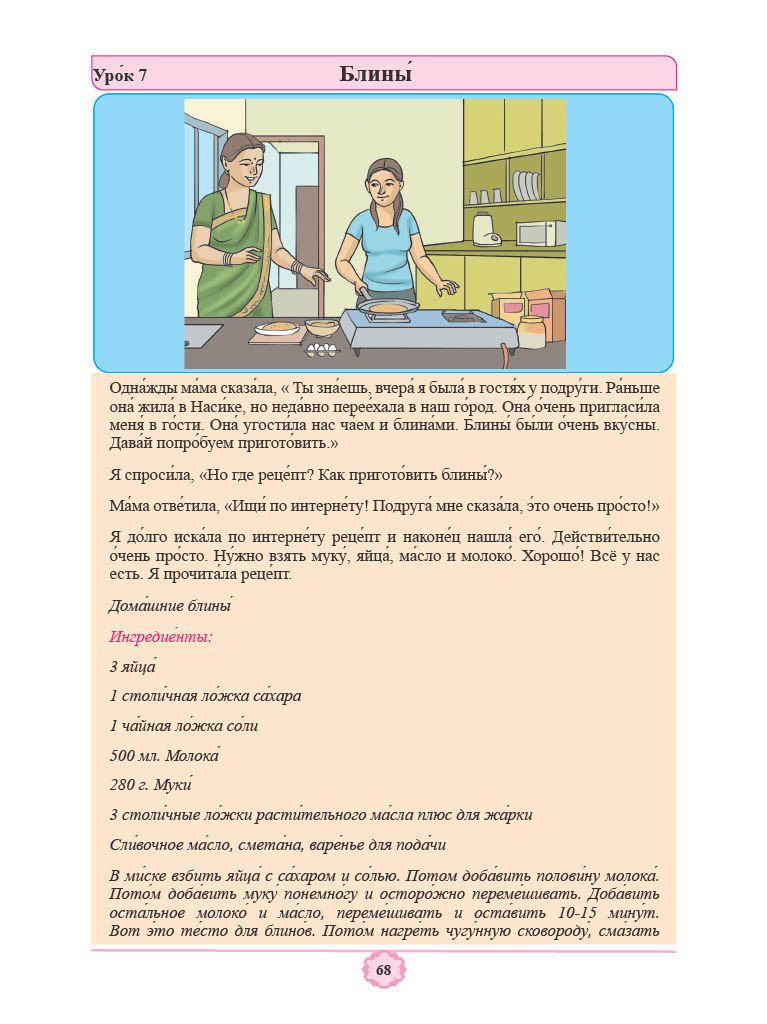 Уро́к 7
Блины́
Одна́жды ма́ма сказа́ла, « Ты зна́ешь, вчера́ я была́ в гостя́х у подру́ги. Ра́ньше
она́ жила́ в Наси́ке, но неда́вно перее́хала в наш го́род. Она́ о́чень пригласи́ла
меня́ в го́сти. Она́ угости́ла нас ча́ем и блина́ми. Блины́ бы́ли о́чень вку́сны.
Дава́й попро́буем пригото́вить.»
Я спроси́ла, «Но где реце́пт? Как пригото́вить блины́?»
Ма́ма отве́тила, «Ищи́ по интерне́ту! Подруга́ мне сказа́ла, э́то очень про́сто!»
Я до́лго иска́ла по интерне́ту реце́пт и наконе́ц нашла́ его́. Действи́тельно
о́чень про́сто. Ну́жно взять муку́, яйца́, ма́сло и молоко́. Хорошо́! Всё у нас
есть. Я прочита́ла реце́пт.
Дома́шние блины́
Ингредие́нты:
3 яйца́
1 столи́чная ло́жка са́хара
1 ча́йная ло́жка со́ли
500 мл. Молока́
280 г. Муки́
3 столи́чные ло́жки расти́тельного ма́сла плюс для жа́рки
Сли́вочное ма́сло, смета́на, варе́нье для пода́чи
В ми́ске взбить яйца́ с са́харом и со́лью. Потом доба́вить полови́ну молока́.
Пото́м доба́вить муку́ понемно́гу и осторо́жно переме́шивать. Доба́вить
оста́льное молоко́ и ма́сло, переме́шивать и оста́вить 10-15 мину́т.
Вот э́то те́сто для блино́в. Пото́м нагре́ть чугу́нную сковороду́, сма́зать
68